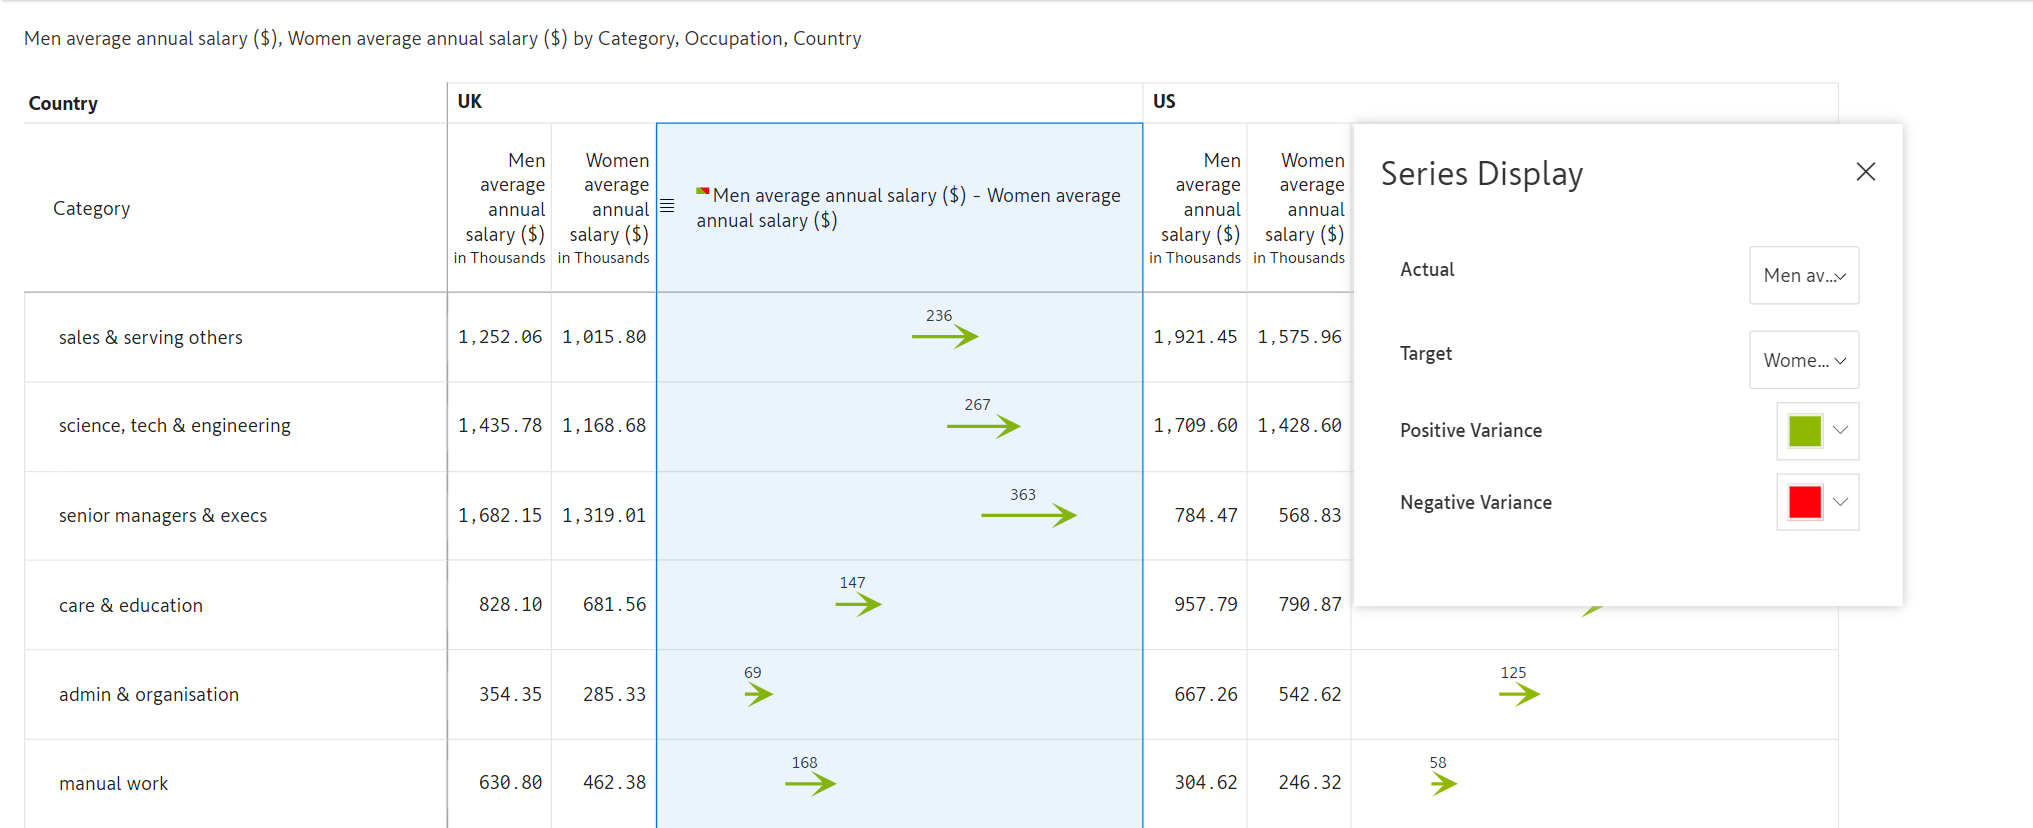 Men average annual salary ($), Women average annual salary ($) by Category, Occupation, Country
Country
UK
US
Category
Men
average
annual
salary ($)
in Thousands
Women
average
annual
salary ($)
in Thousands
Men average annual salary ($) - Women average
annual salary ($)
Men
average
annual
salary ($)
in Thousands
Women
average
annual
salary ($)
in Thousands
sales & serving others 1,252.06 1,015.80 236 1,921.45 1,575.96
science, tech & engineering 1,435.78 1,168.68 267 1,709.60 1,428.60
senior managers & execs 1,682.15 1,319.01 363 784.47 568.83
care & education 828.10 681.56 147 957.79 790.87
admin & organisation 354.35 285.33 69 667.26 542.62 125
manual work 630.80 462.38 168 304.62 246.32 58
Series Display
Actual Men av...
Target Wome...
Positive Variance
Negative Variance